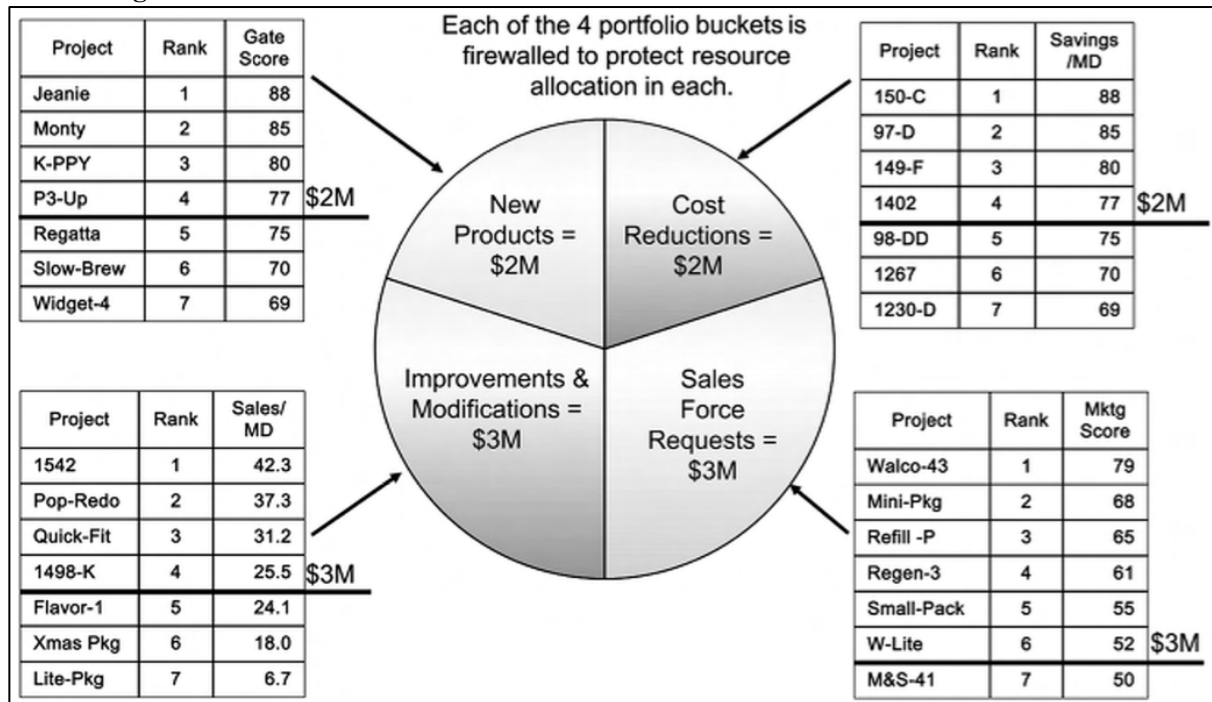 Each of the 4 portfolio buckets is
firewalled to protect resource
allocation in each.
Project Rank Gate Score
Jeanie 1 88
Monty 2 85
K-PPY 3 80
P3-Up 4 77 $2M
Regatta 5 75
Slow-Brew 6 70
Widget-4 7 69
Project Rank Savings /MD
150-C 1 88
97-D 2 85
149-F 3 80
1402 4 77 $2M
98-DD 5 75
1267 6 70
1230-D 7 69
New
Products =
$2M
Cost
Reductions =
$2M
Improvements &
Modifications =
$3M
Sales
Force
Requests =
$3M
Project Rank Sales/ MD
1542 1 42.3
Pop-Redo 2 37.3
Quick-Fit 3 31.2
1498-K 4 25.5 $3M
Flavor-1 5 24.1
Xmas Pkg 6 18.0
Lite-Pkg 7 6.7
Project Rank Mktg Score
Walco-43 1 79
Mini-Pkg 2 68
Refill -P 3 65
Regen-3 4 61
Small-Pack 5 55
W-Lite 6 52 $3M
M&S-41 7 50